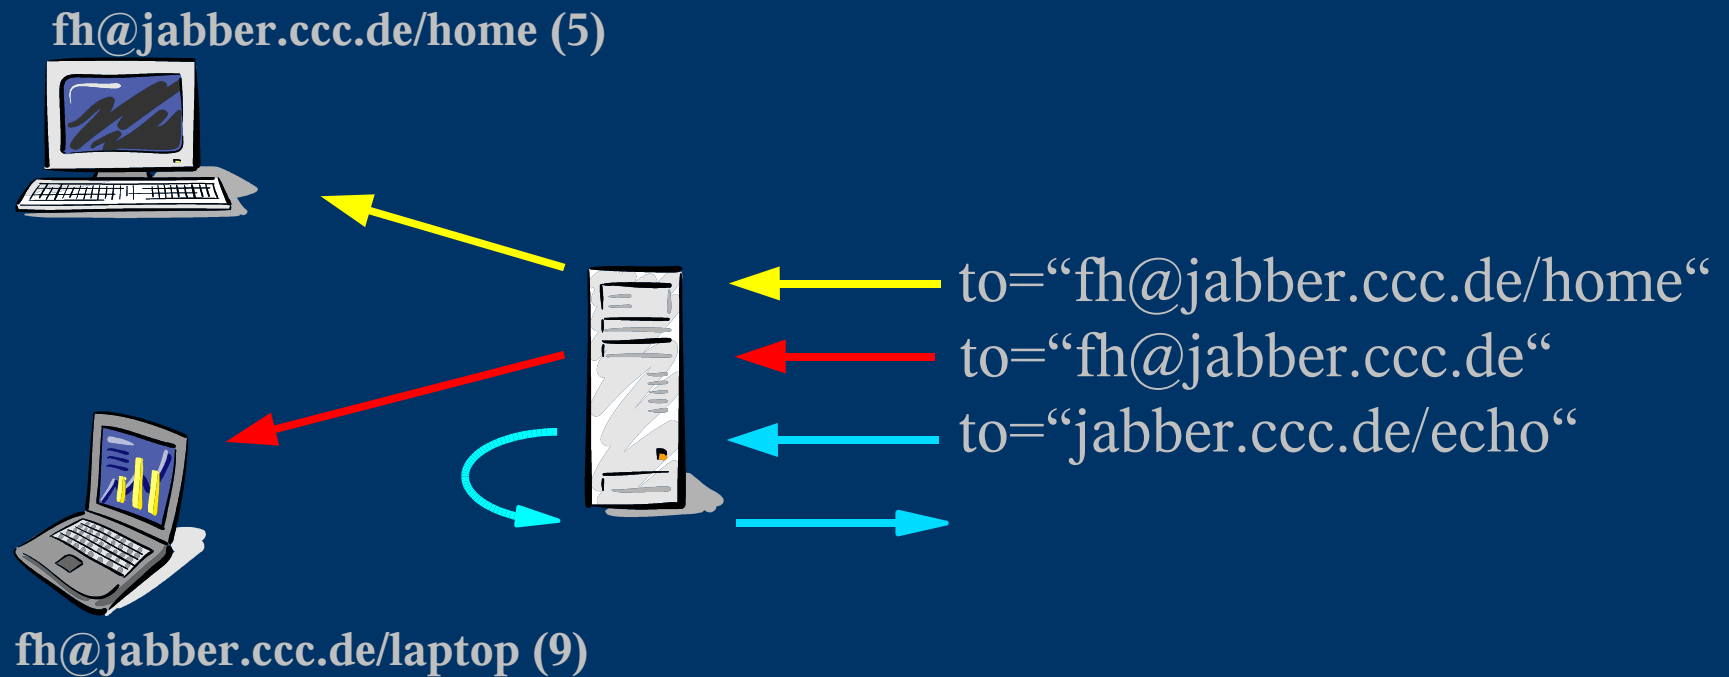 fh@jabber.ccc.de/home (5)
to=“fh@jabber.ccc.de/home“
to=“fh@jabber.ccc.de“
to=“jabber.ccc.de/echo“
fh@jabber.ccc.de/laptop (9)